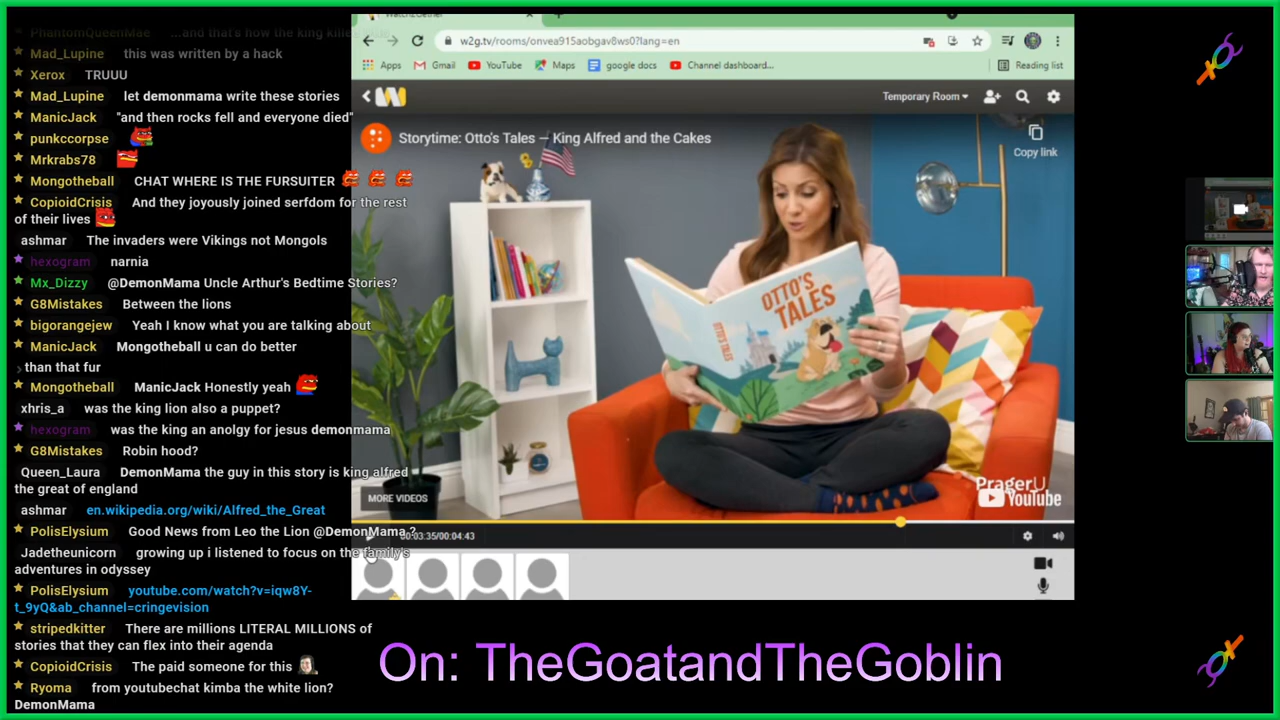 PhantomQueenMae ...and that's how the king kille
Mad_Lupine this was written by a hack
Xerox TRUUU
Mad_Lupine let demonmama write these stories
ManicJack "and then rocks fell and everyone died"
punkccorpse
Mrkrabs78
Mongotheball CHAT WHERE IS THE FURSUITER
CopioidCrisis And they joyously joined serfdom for the rest
of their lives
ashmar The invaders were Vikings not Mongols
hexogram narnia
Mx_Dizzy @DemonMama Uncle Arthur's Bedtime Stories?
G8Mistakes Between the lions
bigorangejew Yeah I know what you are talking about
ManicJack Mongotheball u can do better
than that fur
Mongotheball ManicJack Honestly yeah
xhris_a was the king lion also a puppet?
hexogram was the king an anolgy for jesus demonmama
G8Mistakes Robin hood?
Queen_Laura DemonMama the guy in this story is king alfred
the great of england
ashmar en.wikipedia.org/wiki/Alfred_the_Great
PolisElysium Good News from Leo the Lion @DemonMama ?
Jadetheunicorn growing up i listened to focus on the family's
adventures in odyssey
PolisElysium youtube.com/watch?v=iqw8Y-
t_9yQ&ab_channel=cringevision
stripedkitter There are millions LITERAL MILLIONS of
stories that they can flex into their agenda
CopioidCrisis The paid someone for this
Ryoma from youtubechat kimba the white lion?
DemonMama
w2g.tv/rooms/onvea915aobgav8ws0?lang=en
Apps Gmail YouTube Maps google docs Channel dashboard... Reading list
Temporary Room
Storytime: Otto's Tales — King Alfred and the Cakes
Copy link
OTTO'S
TALES
OTTO'S TALES
MORE VIDEOS
PragerU
YouTube
00:03:35/00:04:43
On: TheGoatandTheGoblin